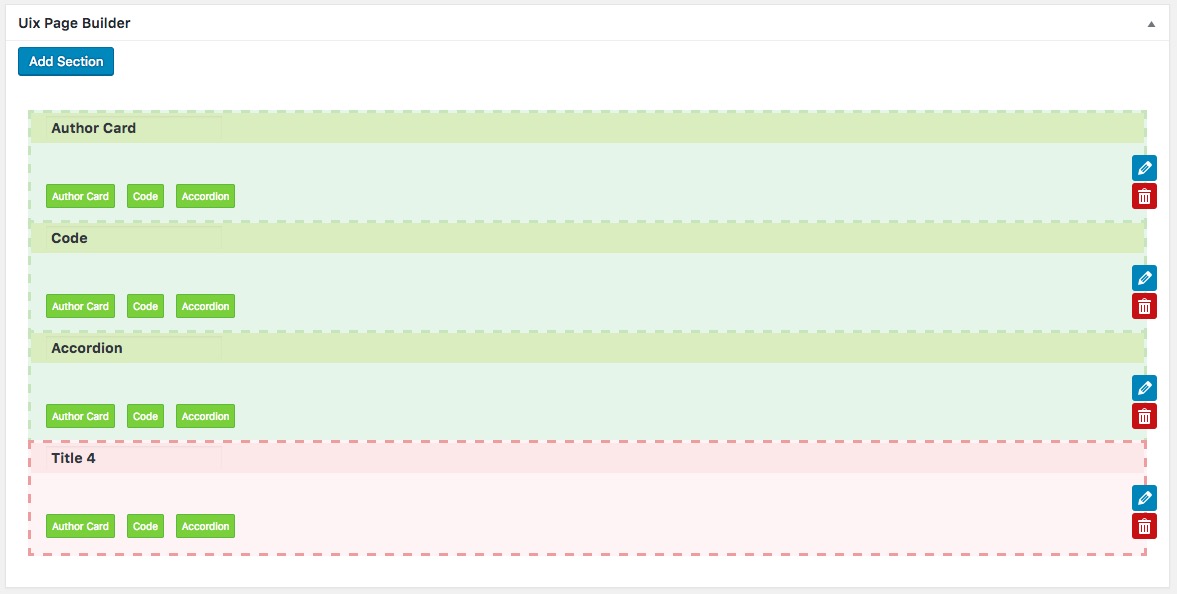 Uix Page Builder
Add Section
Author Card
Author Card Code Accordion
Code
Author Card Code Accordion
Accordion
Author Card Code Accordion
Title 4
Author Card Code Accordion